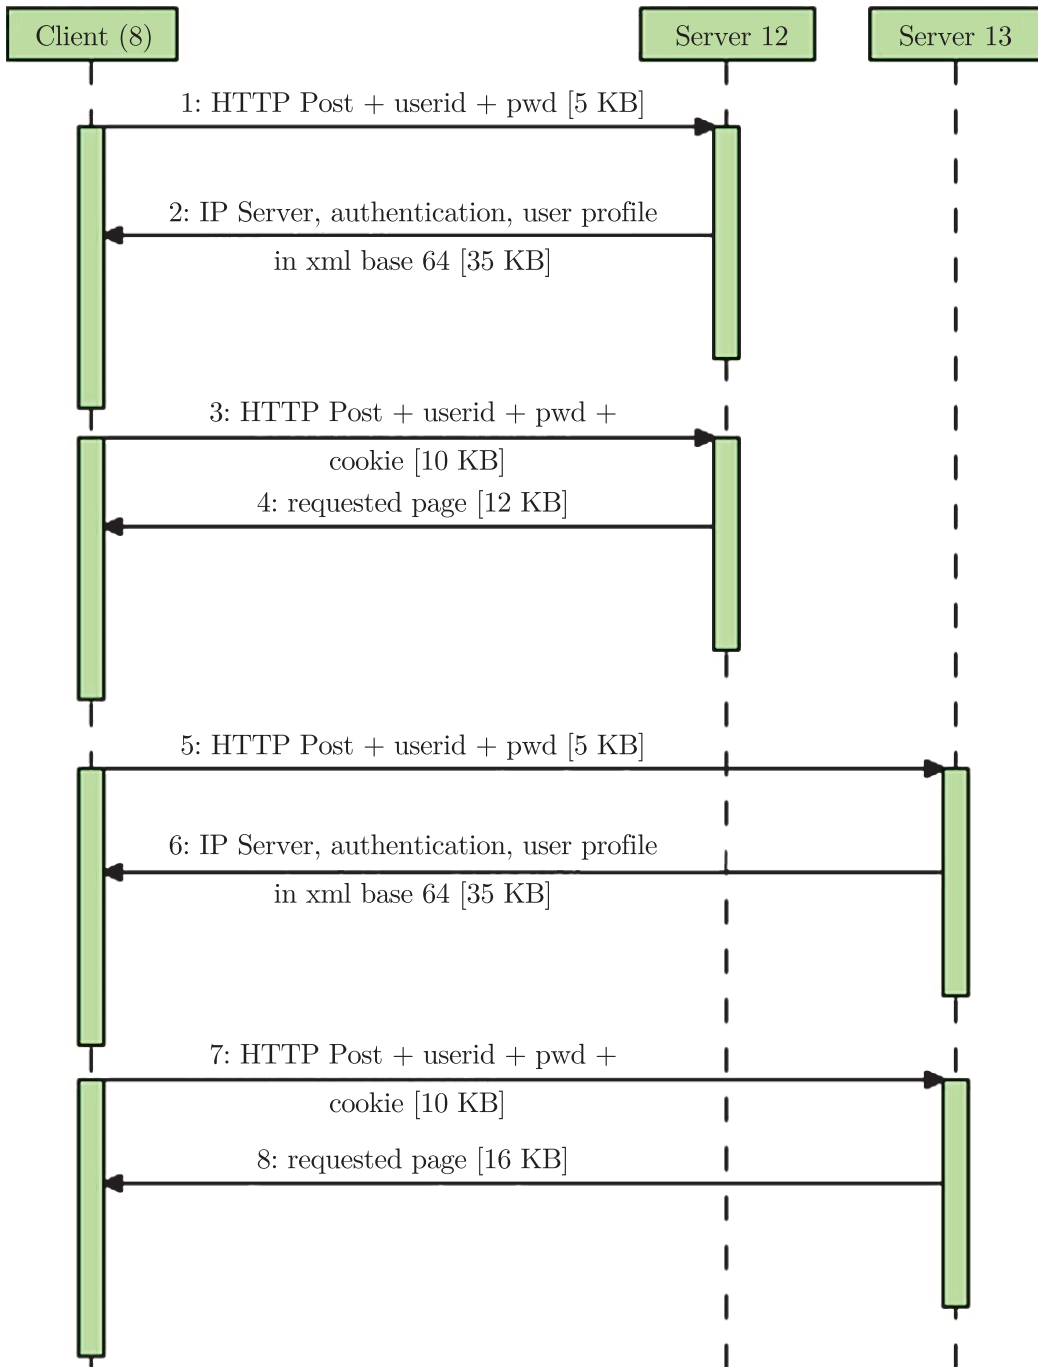 Client (8)
Server 12
Server 13
1: HTTP Post + userid + pwd [5 KB]
2: IP Server, authentication, user profile
in xml base 64 [35 KB]
3: HTTP Post + userid + pwd +
cookie [10 KB]
4: requested page [12 KB]
5: HTTP Post + userid + pwd [5 KB]
6: IP Server, authentication, user profile
in xml base 64 [35 KB]
7: HTTP Post + userid + pwd +
cookie [10 KB]
8: requested page [16 KB]